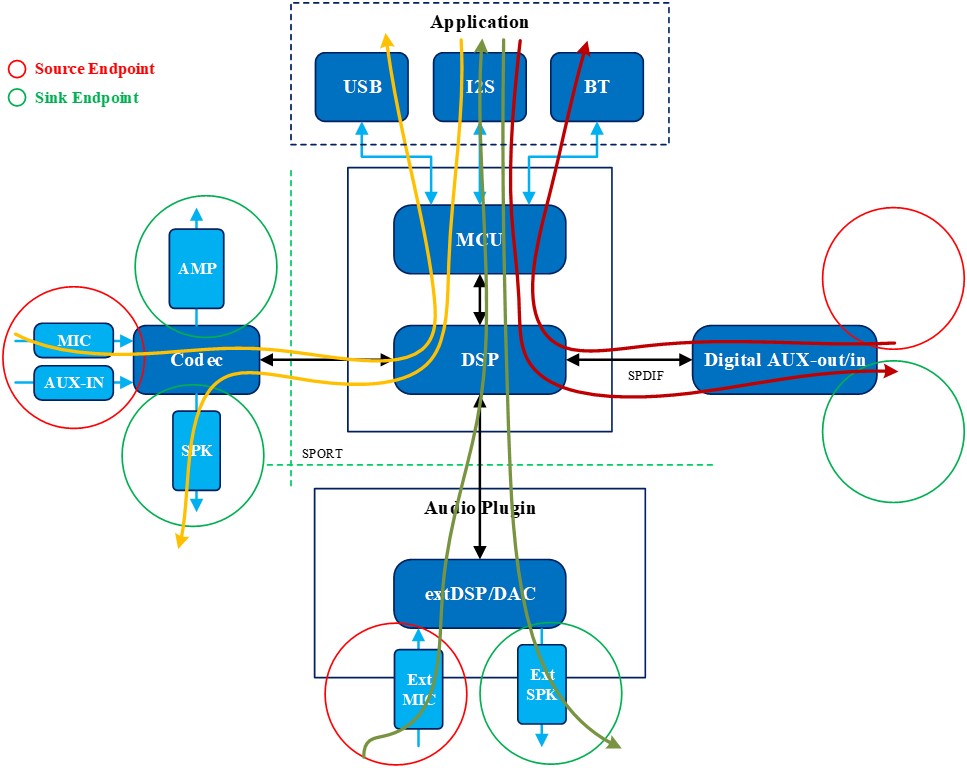 Application
Source Endpoint
Sink Endpoint
USB
I2S
BT
MCU
AMP
MIC
AUX-IN
Codec
DSP
SPDIF
Digital AUX-out/in
SPK
SPORT
Audio Plugin
extDSP/DAC
Ext
MIC
Ext
SPK